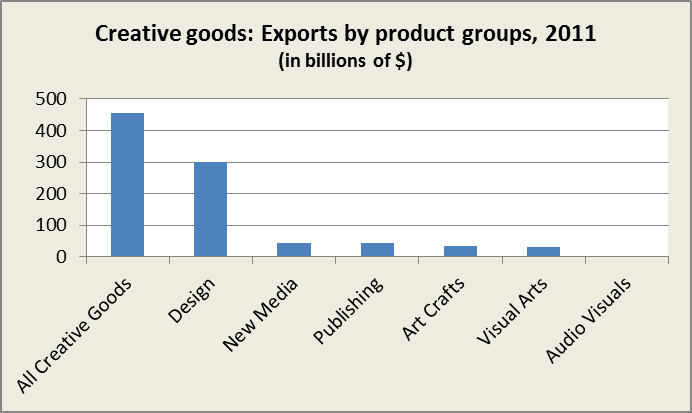 Creative goods: Exports by product groups, 2011
(in billions of $)
500
400
300
200
100
0
All Creative Goods
Design
New Media
Publishing
Art Crafts
Visual Arts
Audio Visuals